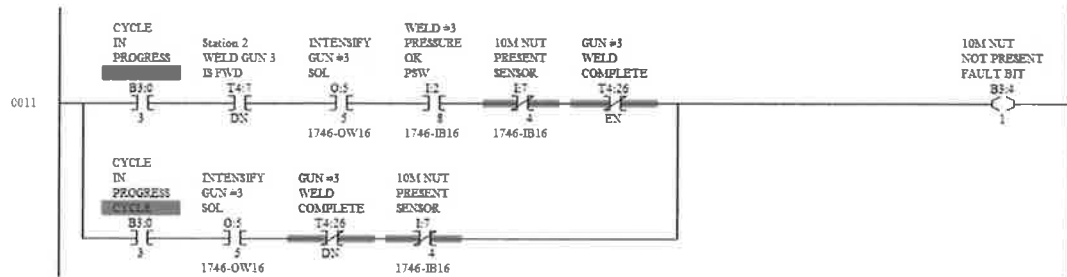 CYCLE
IN
PROGRESS
B3:0
3
Station 2
WELD GUN 3
IS FWD
T4:7
DN
INTENSIFY
GUN #3
SOL
O:5
5
1746-OW16
WELD #3
PRESSURE
OK
PSW
I:2
8
1746-IB16
10M NUT
PRESENT
SENSOR
I:7
4
1746-IB16
GUN #3
WELD
COMPLETE
T4:26
EN
10M NUT
NOT PRESENT
FAULT BIT
B3:4
1
0011
CYCLE
IN
PROGRESS
CYCLE
B3:0
3
INTENSIFY
GUN #3
SOL
O:5
5
1746-OW16
GUN #3
WELD
COMPLETE
T4:26
DN
10M NUT
PRESENT
SENSOR
I:7
4
1746-IB16